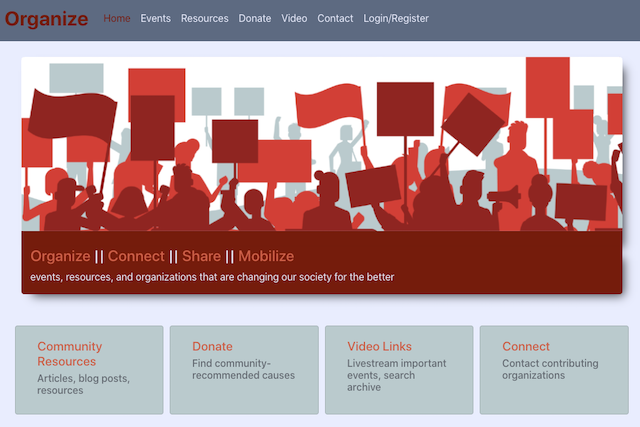 Organize Home Events Resources Donate Video Contact Login/Register
Organize || Connect || Share || Mobilize
events, resources, and organizations that are changing our society for the better
Community
Resources
Articles, blog posts,
resources
Donate
Find community-
recommended causes
Video Links
Livestream important
events, search
archive
Connect
Contact contributing
organizations